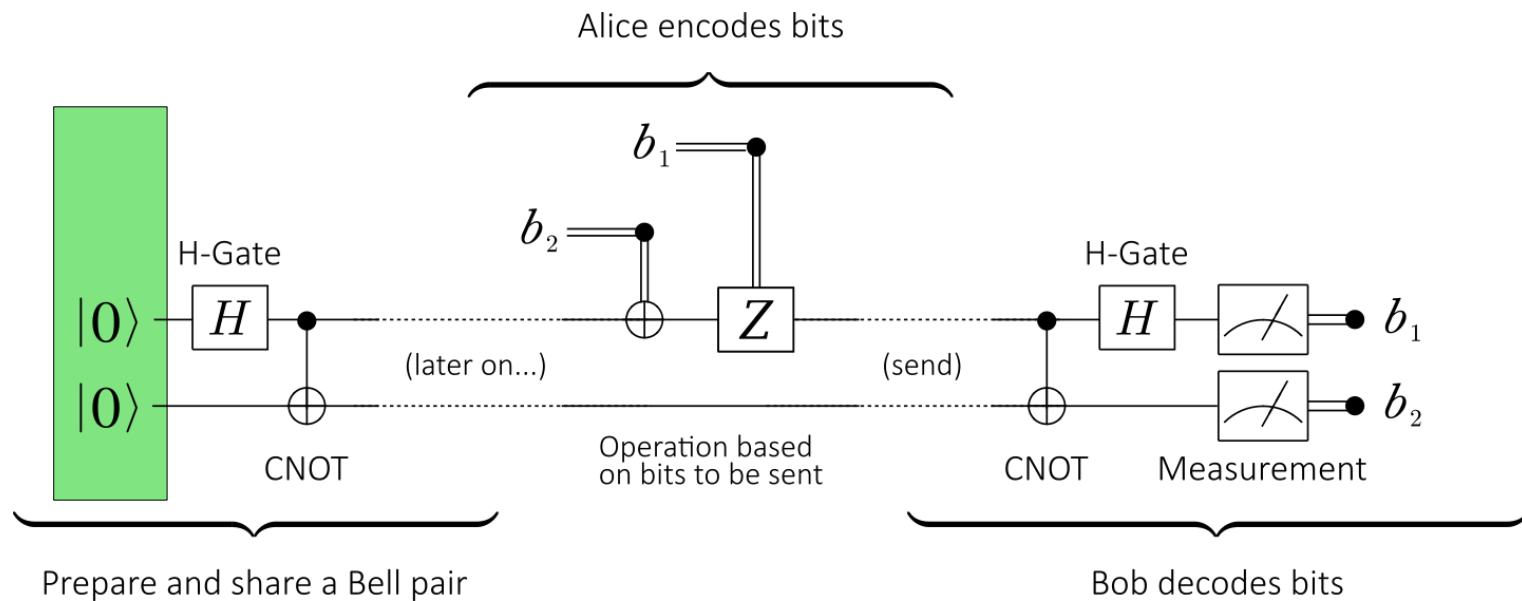 Alice encodes bits
b₁
b₂
H-Gate
H-Gate
|0⟩ H Z H b₁
(later on...) (send)
|0⟩ b₂
Operation based
on bits to be sent
CNOT CNOT Measurement
Prepare and share a Bell pair
Bob decodes bits